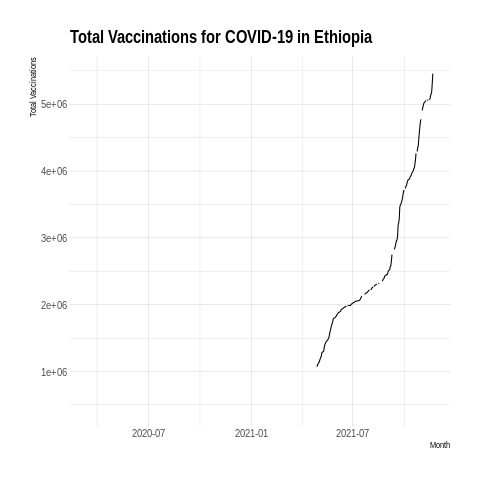 Total Vaccinations for COVID-19 in Ethiopia
Total Vaccinations
5e+06
4e+06
3e+06
2e+06
1e+06
2020-07 2021-01 2021-07
Month